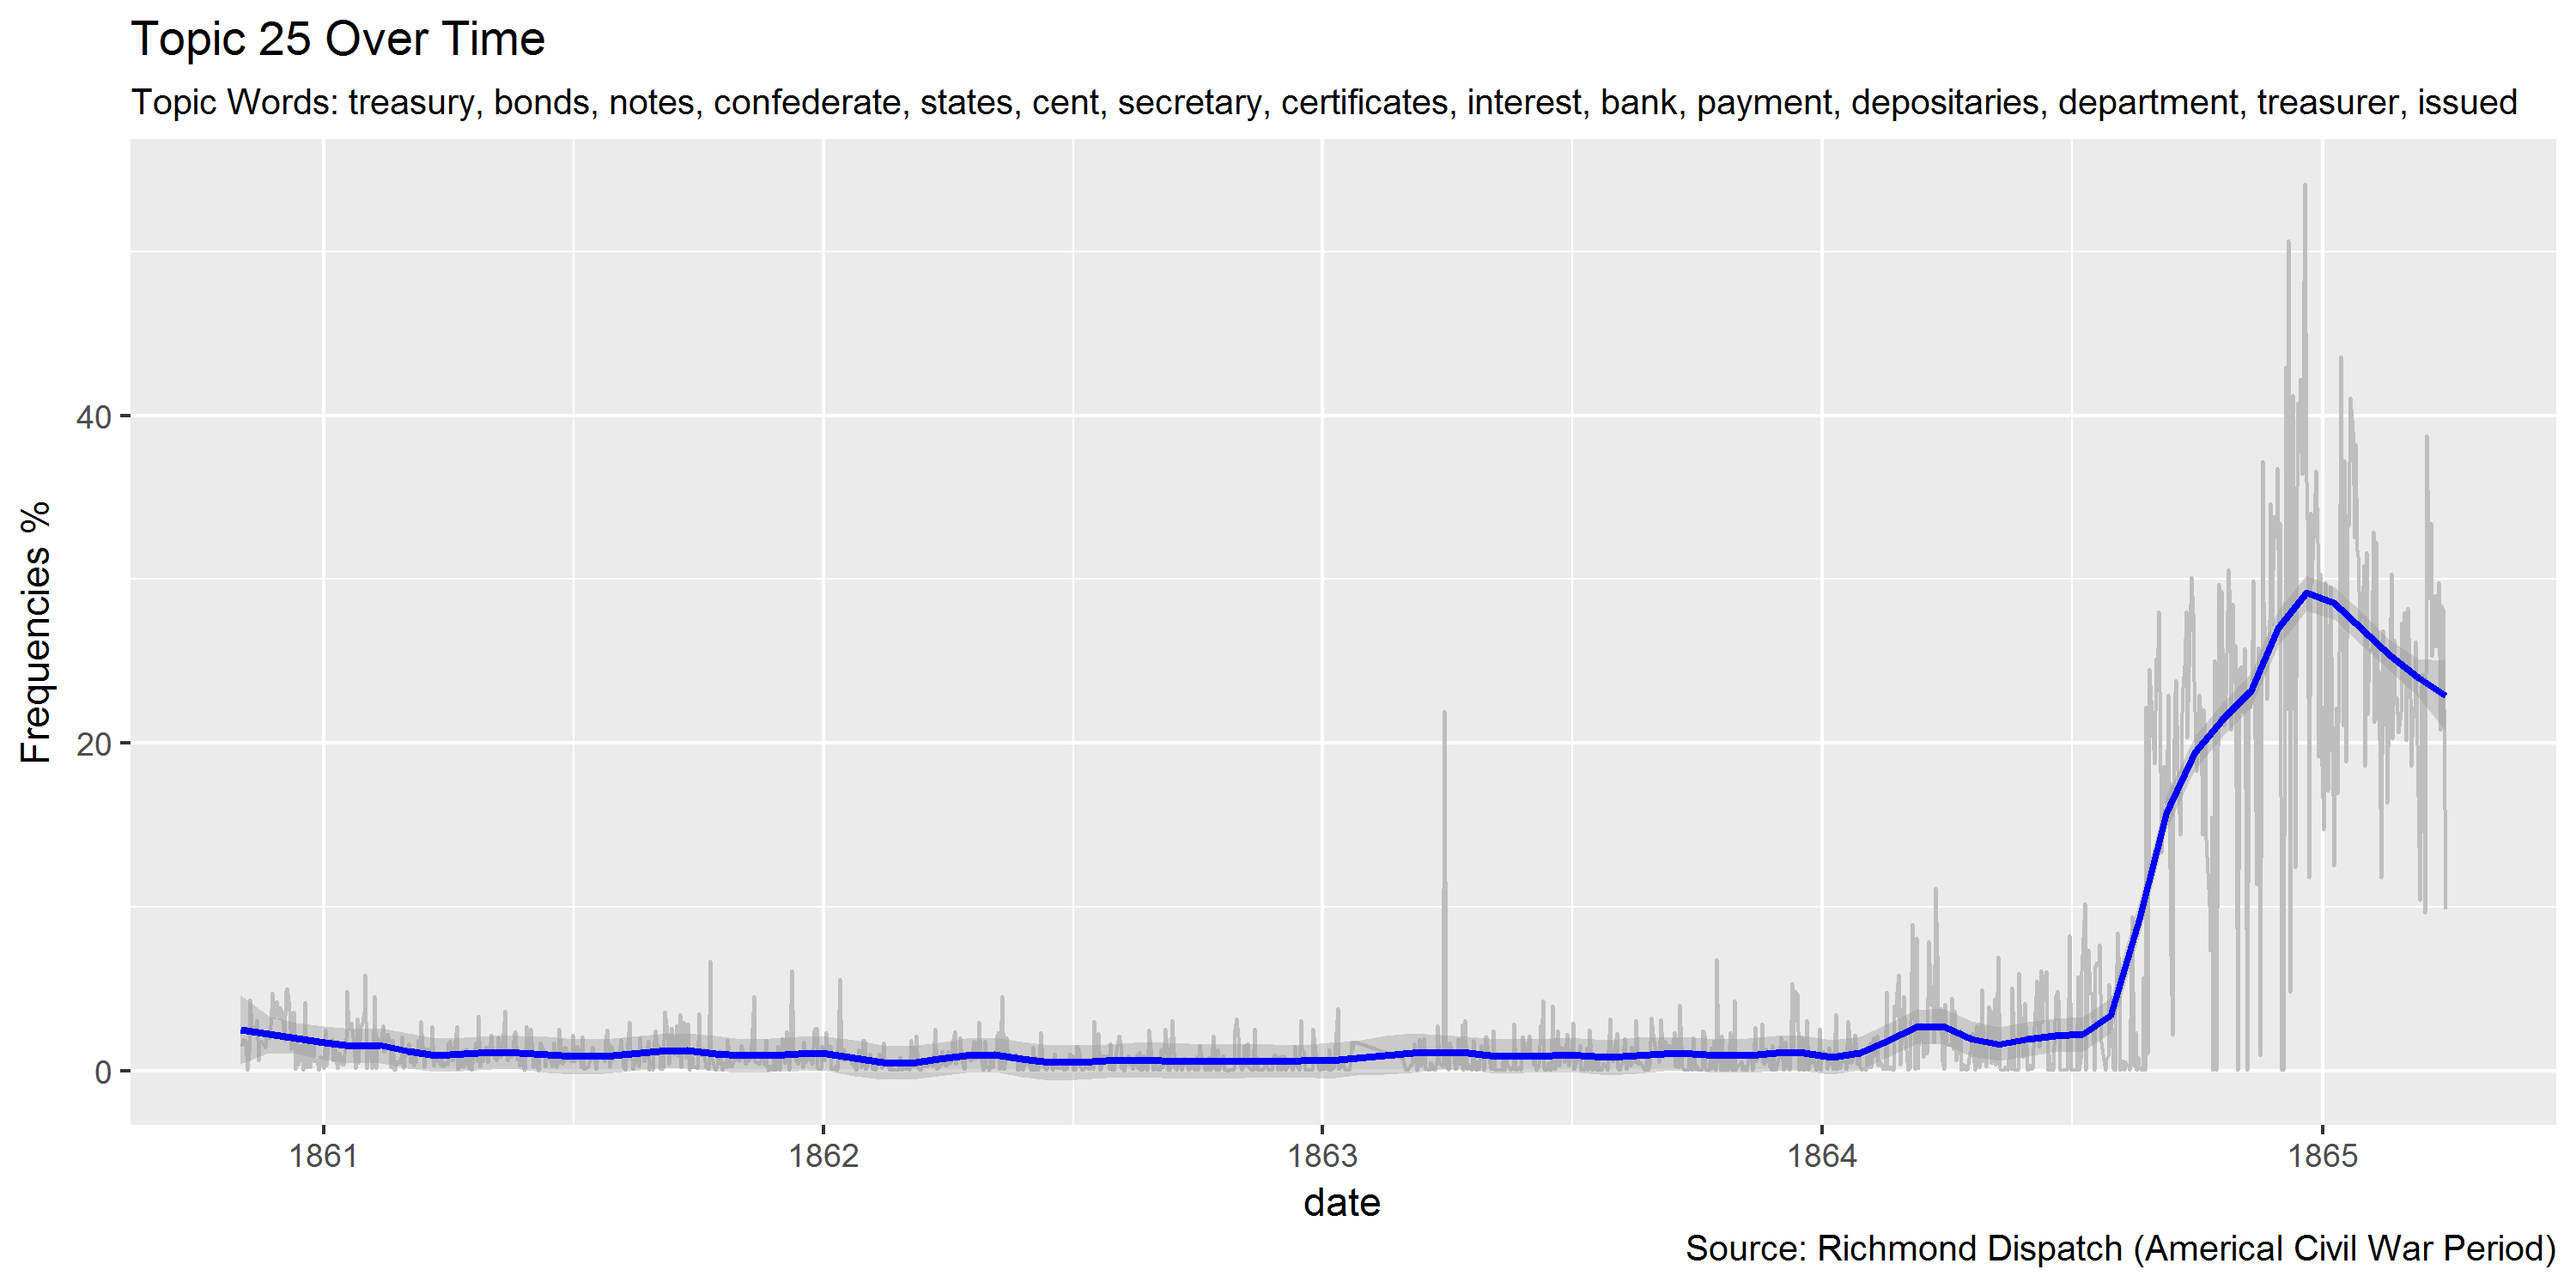 Topic 25 Over Time
Topic Words: treasury, bonds, notes, confederate, states, cent, secretary, certificates, interest, bank, payment, depositaries, department, treasurer, issued
Frequencies %
40
20
0
1861
1862
1863
1864
1865
date
Source: Richmond Dispatch (Americal Civil War Period)